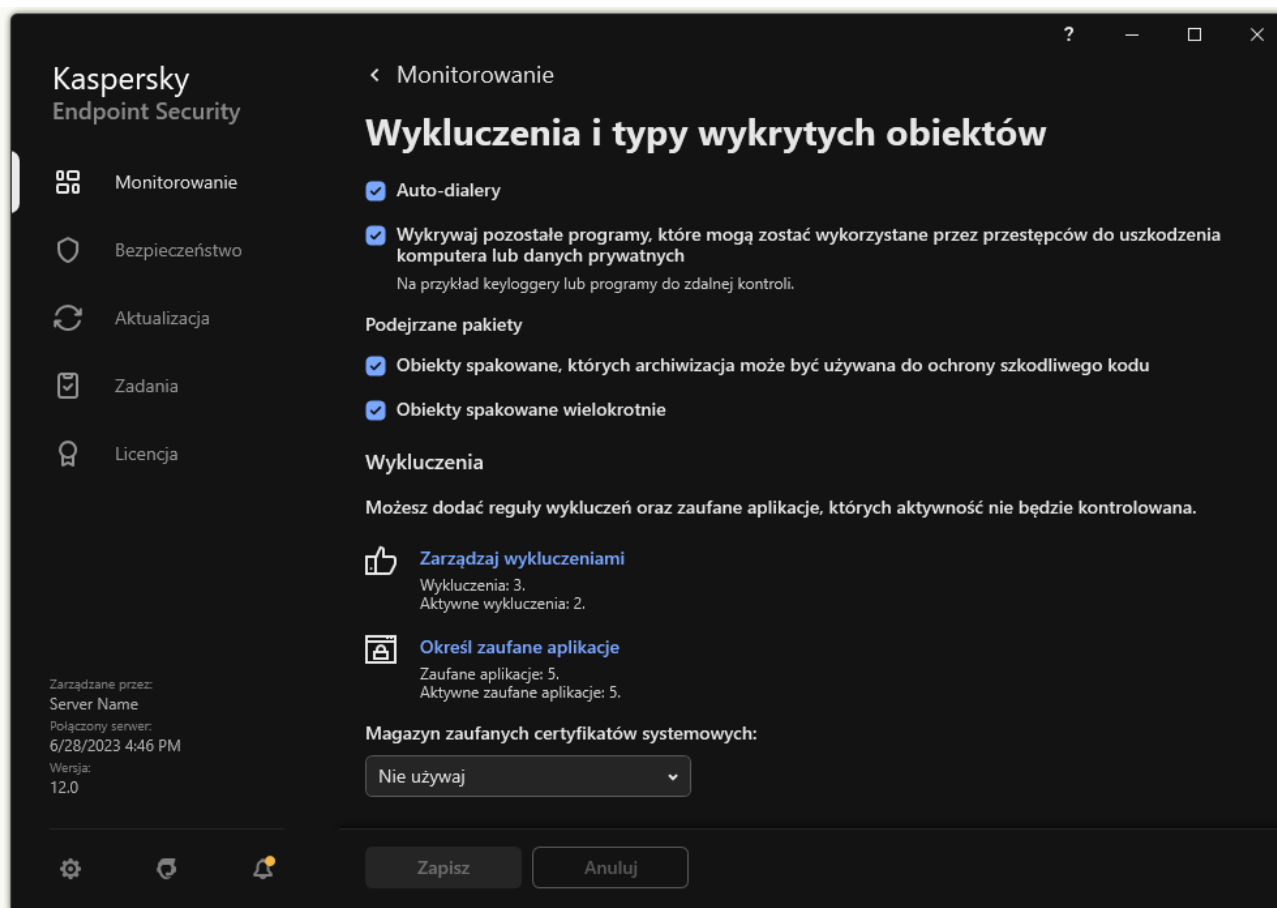 ?
Kaspersky
Endpoint Security
Monitorowanie
Bezpieczeństwo
Aktualizacja
Zadania
Licencja
Zarządzane przez:
Server Name
Połączony serwer:
6/28/2023 4:46 PM
Wersja:
12.0
Monitorowanie
Wykluczenia i typy wykrytych obiektów
Auto-dialery
Wykrywaj pozostałe programy, które mogą zostać wykorzystane przez przestępców do uszkodzenia
komputera lub danych prywatnych
Na przykład keyloggery lub programy do zdalnej kontroli.
Podejrzane pakiety
Obiekty spakowane, których archiwizacja może być używana do ochrony szkodliwego kodu
Obiekty spakowane wielokrotnie
Wykluczenia
Możesz dodać reguły wykluczeń oraz zaufane aplikacje, których aktywność nie będzie kontrolowana.
Zarządzaj wykluczeniami
Wykluczenia: 3.
Aktywne wykluczenia: 2.
Określ zaufane aplikacje
Zaufane aplikacje: 5.
Aktywne zaufane aplikacje: 5.
Magazyn zaufanych certyfikatów systemowych:
Nie używaj
Zapisz
Anuluj